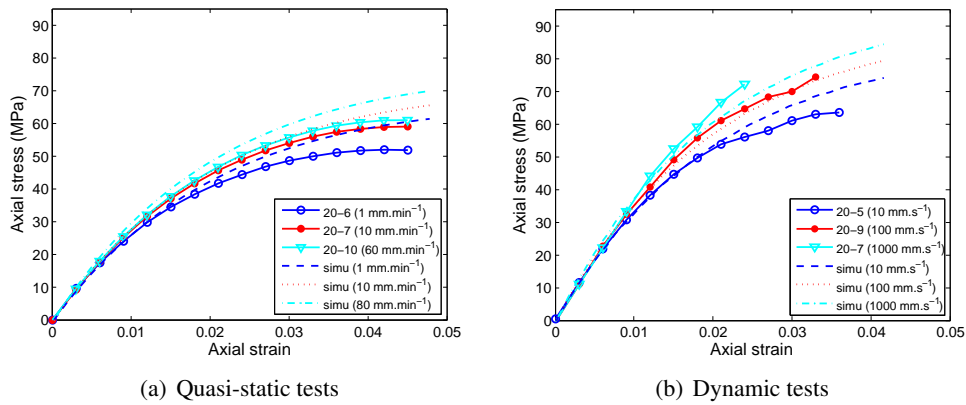 90
80
70
60
50
40
30
20
10
0
Axial stress (MPa)
0 0.01 0.02 0.03 0.04 0.05
Axial strain
20−6 (1 mm.min⁻¹)
20−7 (10 mm.min⁻¹)
20−10 (60 mm.min⁻¹)
simu (1 mm.min⁻¹)
simu (10 mm.min⁻¹)
simu (80 mm.min⁻¹)
(a) Quasi-static tests
90
80
70
60
50
40
30
20
10
0
Axial stress (MPa)
0 0.01 0.02 0.03 0.04 0.05
Axial strain
20−5 (10 mm.s⁻¹)
20−9 (100 mm.s⁻¹)
20−7 (1000 mm.s⁻¹)
simu (10 mm.s⁻¹)
simu (100 mm.s⁻¹)
simu (1000 mm.s⁻¹)
(b) Dynamic tests